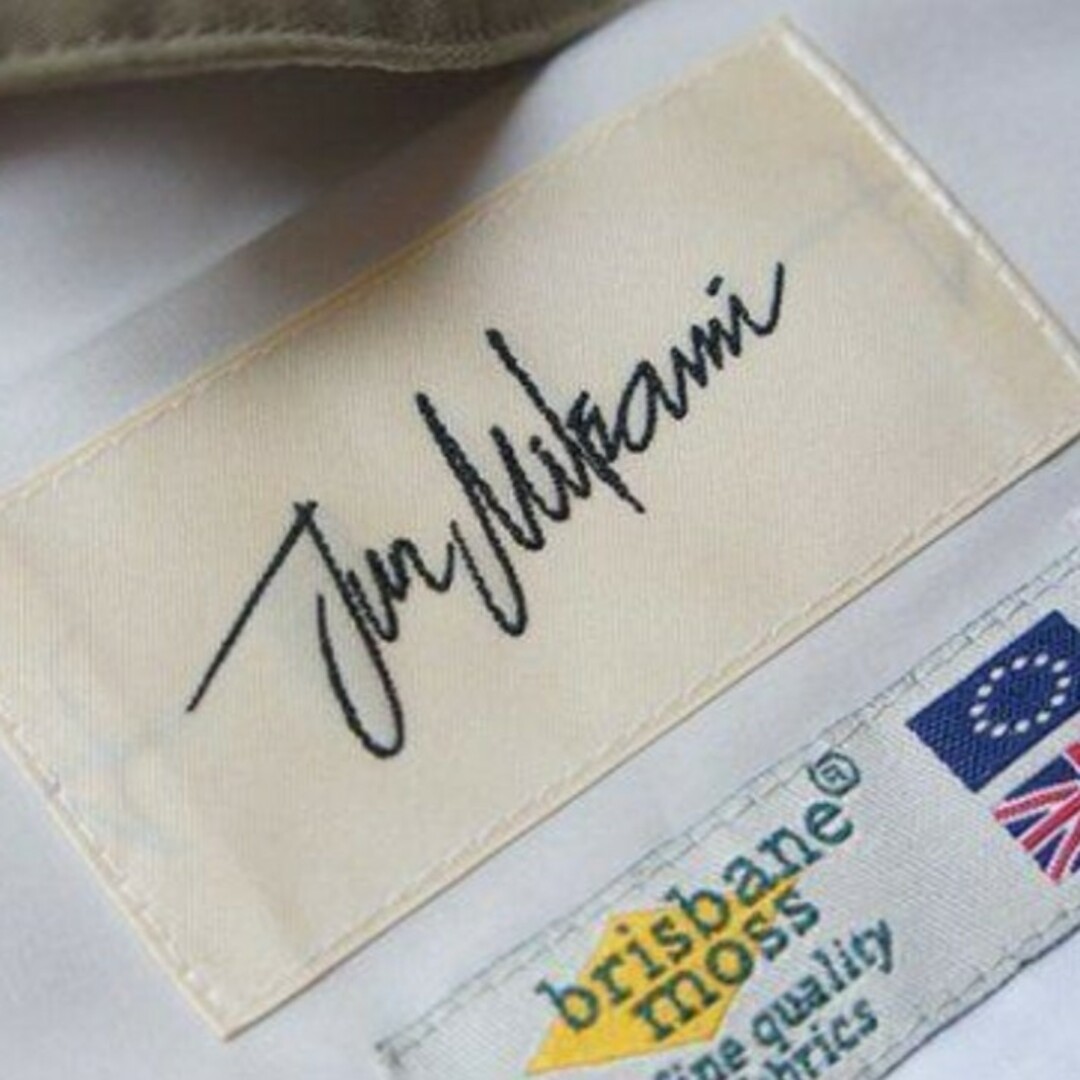 Jun Mikami
brisbane®
moss
fine quality
fabrics